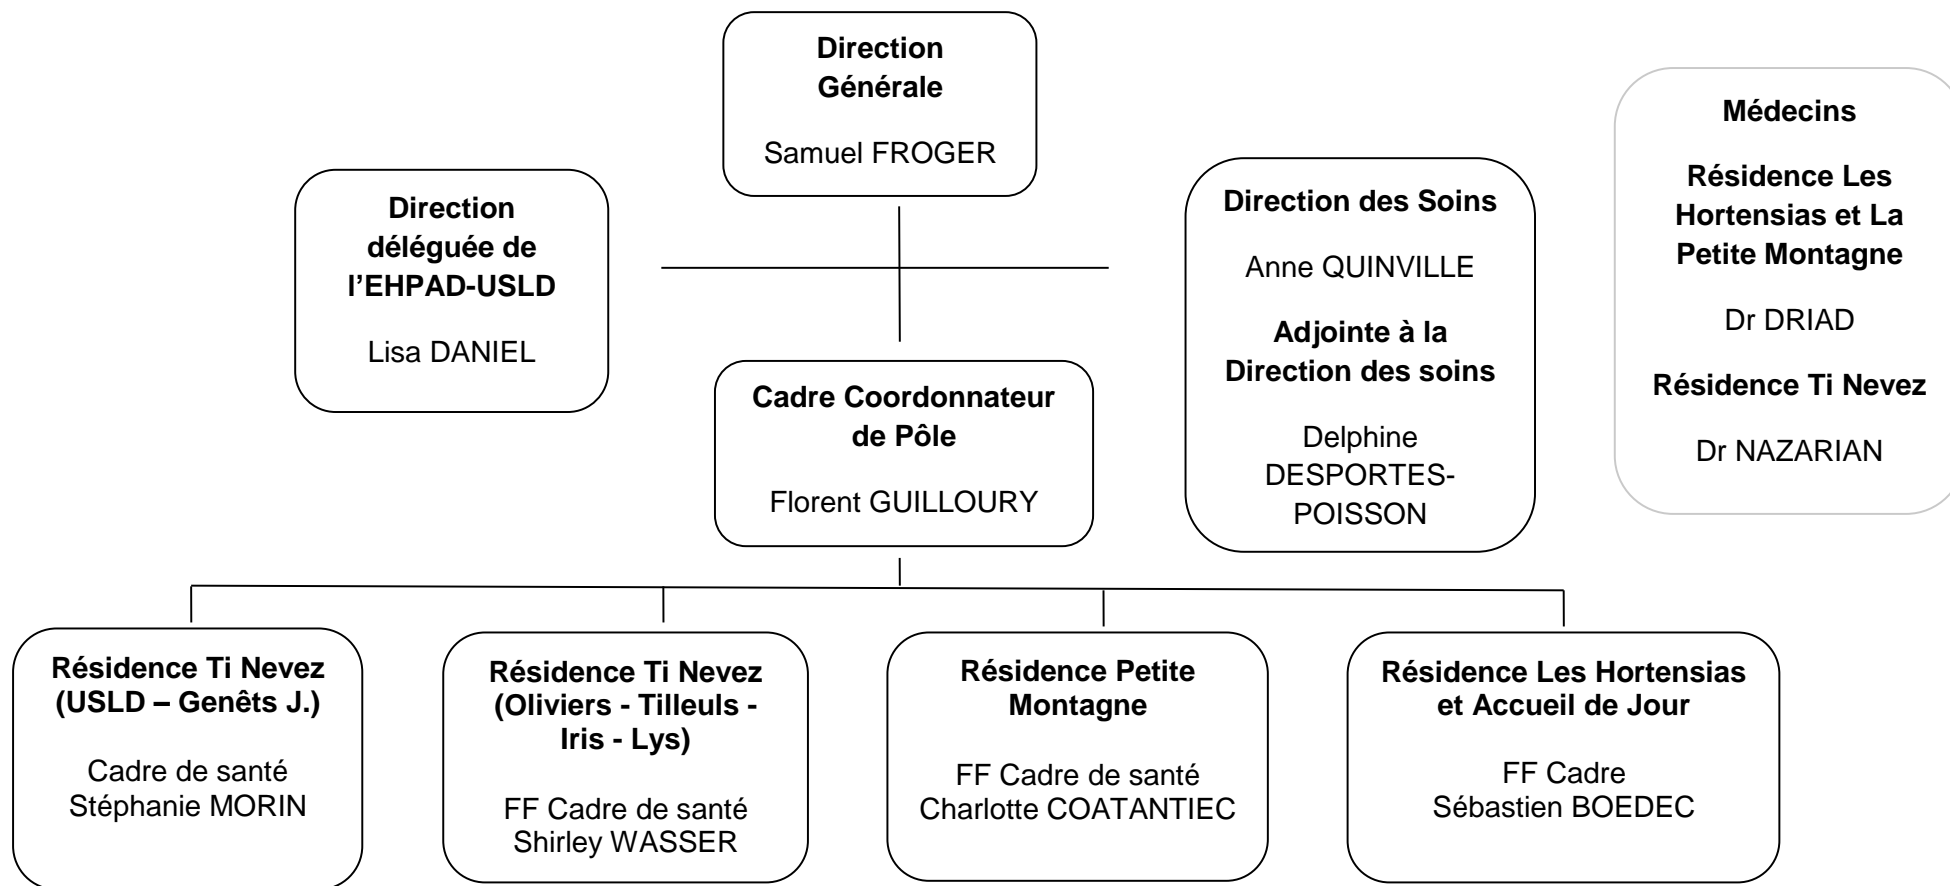 Direction
Générale
Samuel FROGER
Direction
déléguée de
l’EHPAD-USLD
Lisa DANIEL
Direction des Soins
Anne QUINVILLE
Adjointe à la
Direction des soins
Delphine
DESPORTES-
POISSON
Médecins
Résidence Les
Hortensias et La
Petite Montagne
Dr DRIAD
Résidence Ti Nevez
Dr NAZARIAN
Cadre Coordonnateur
de Pôle
Florent GUILLOURY
Résidence Ti Nevez
(USLD – Genêts J.)
Cadre de santé
Stéphanie MORIN
Résidence Ti Nevez
(Oliviers - Tilleuls -
Iris - Lys)
FF Cadre de santé
Shirley WASSER
Résidence Petite
Montagne
FF Cadre de santé
Charlotte COATANTIEC
Résidence Les Hortensias
et Accueil de Jour
FF Cadre
Sébastien BOEDEC